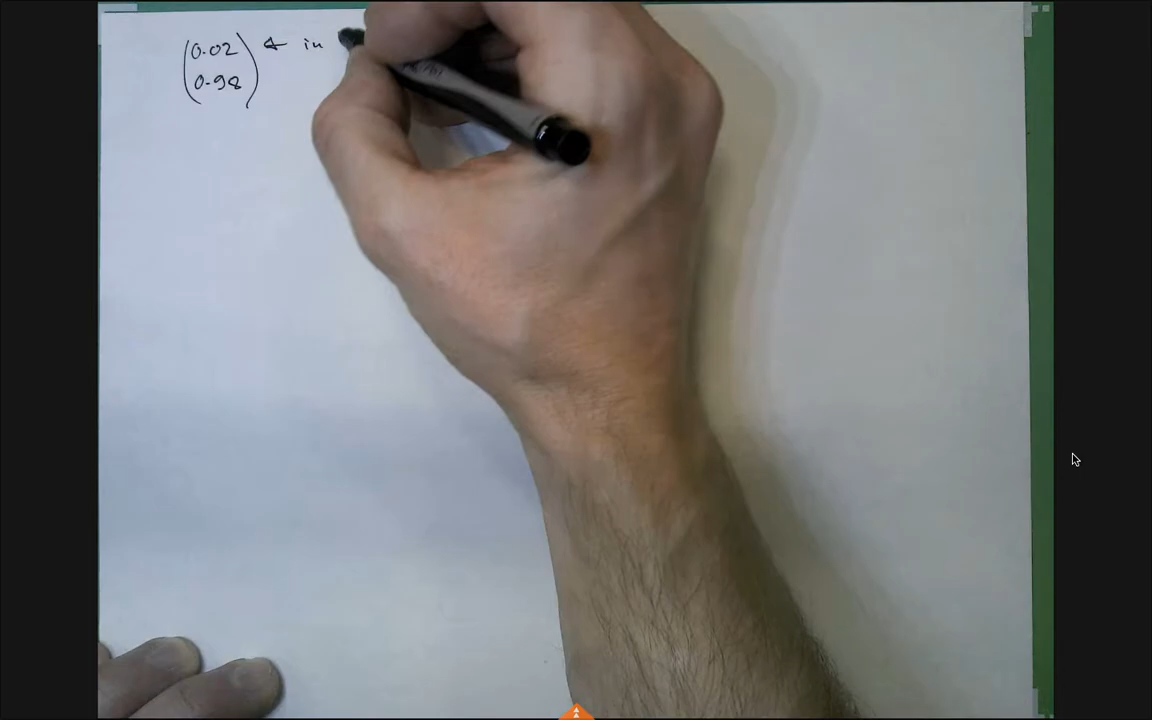 (0.02) ← in
(0.98)